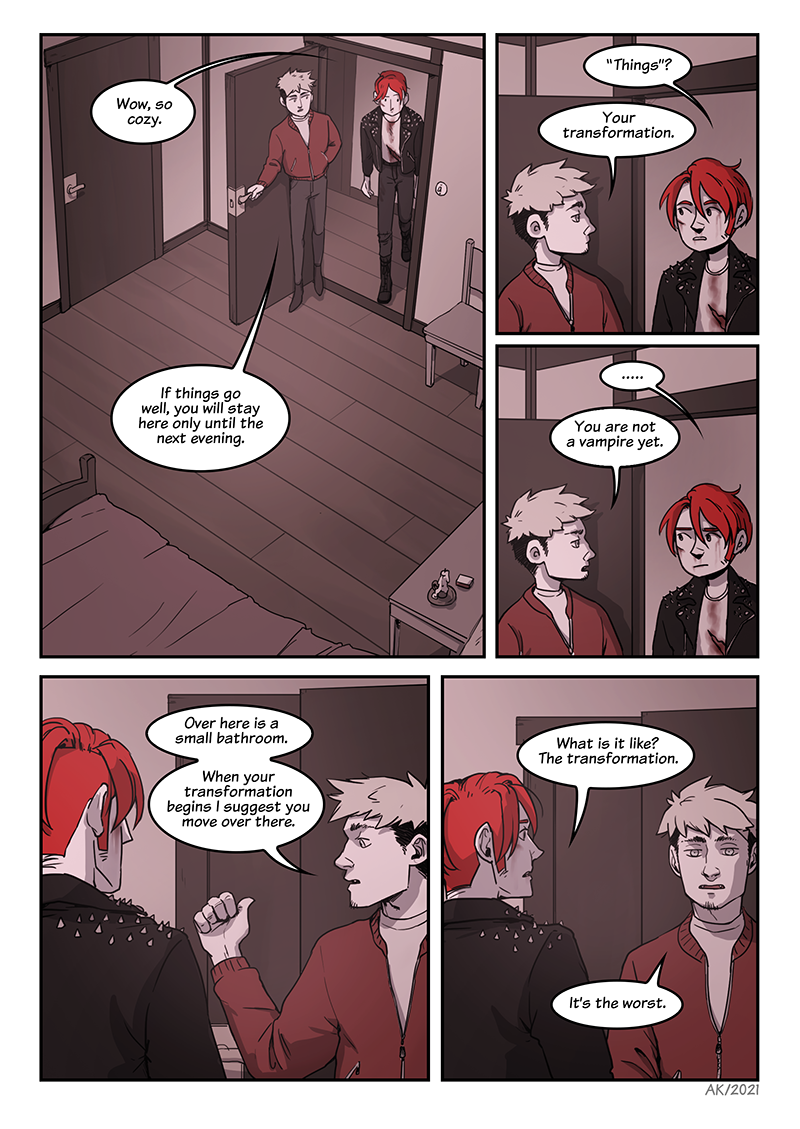 Wow, so
cozy.
If things go
well, you will stay
here only until the
next evening.
“Things”?
Your
transformation.
.....
You are not
a vampire yet.
Over here is a
small bathroom.
When your
transformation
begins I suggest you
move over there.
What is it like?
The transformation.
It's the worst.
AK/2021